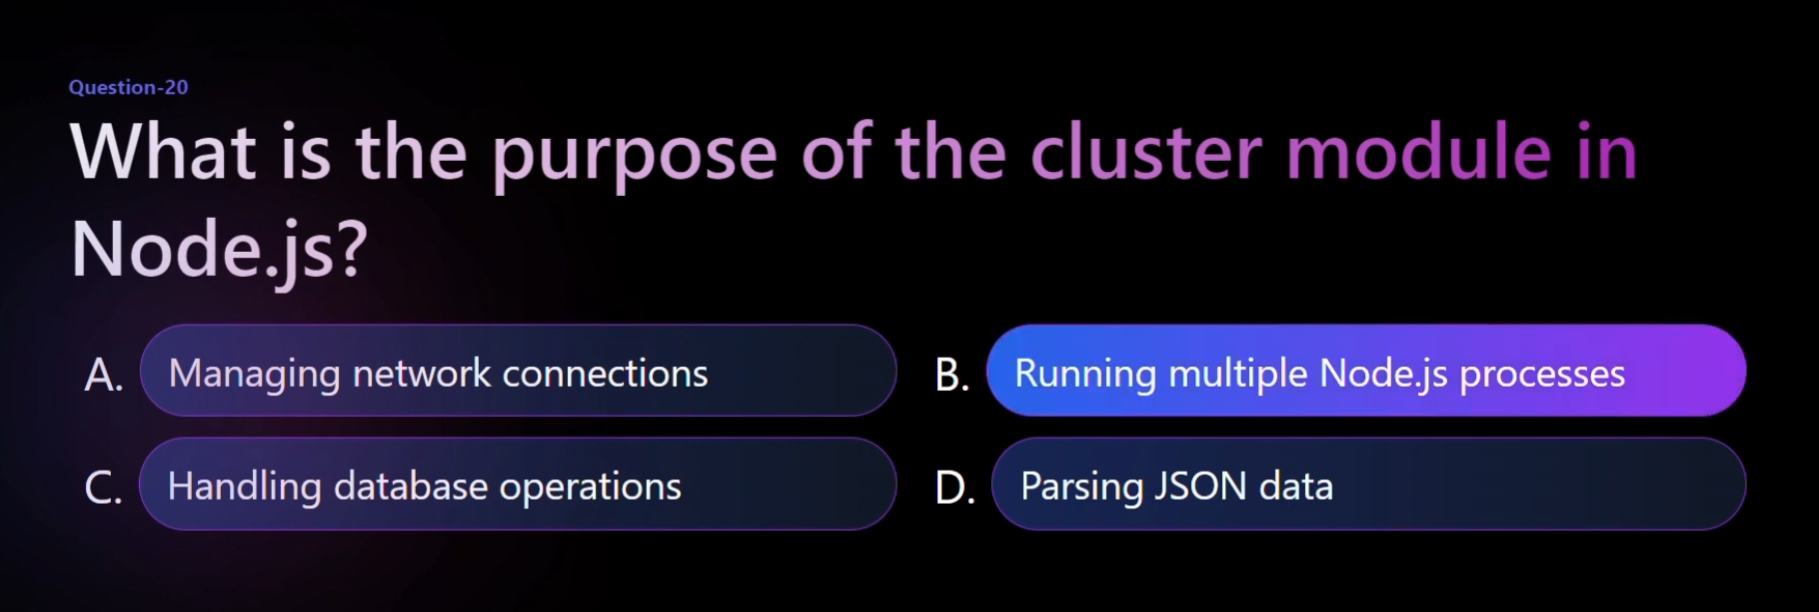 Question-20
What is the purpose of the cluster module in
Node.js?
A. Managing network connections
B. Running multiple Node.js processes
C. Handling database operations
D. Parsing JSON data